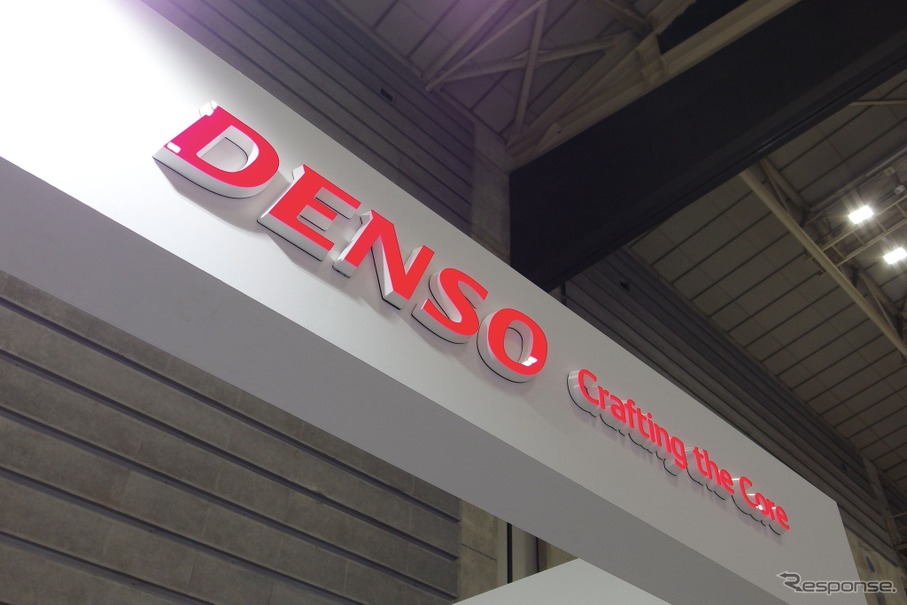 DENSO Crafting the Core
Response.